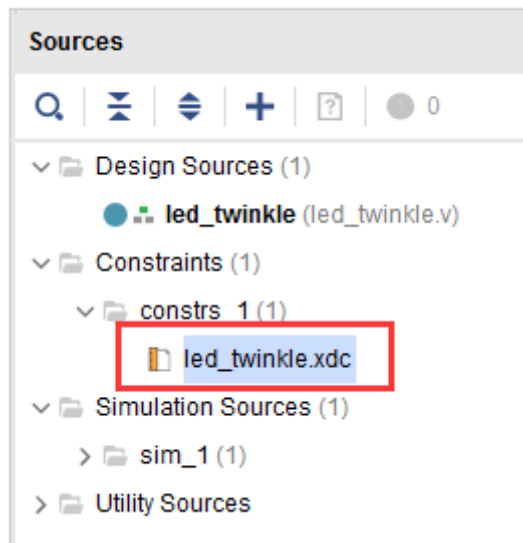 Sources
0
Design Sources (1)
led_twinkle (led_twinkle.v)
Constraints (1)
constrs_1 (1)
led_twinkle.xdc
Simulation Sources (1)
sim_1 (1)
Utility Sources